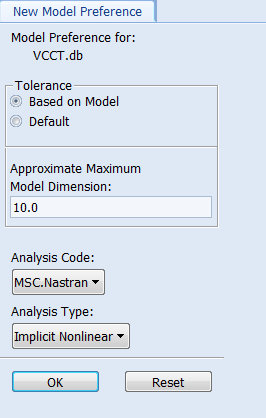 New Model Preference
Model Preference for:
VCCT.db
Tolerance
Based on Model
Default
Approximate Maximum
Model Dimension:
10.0
Analysis Code:
MSC.Nastran
Analysis Type:
Implicit Nonlinear
OK
Reset